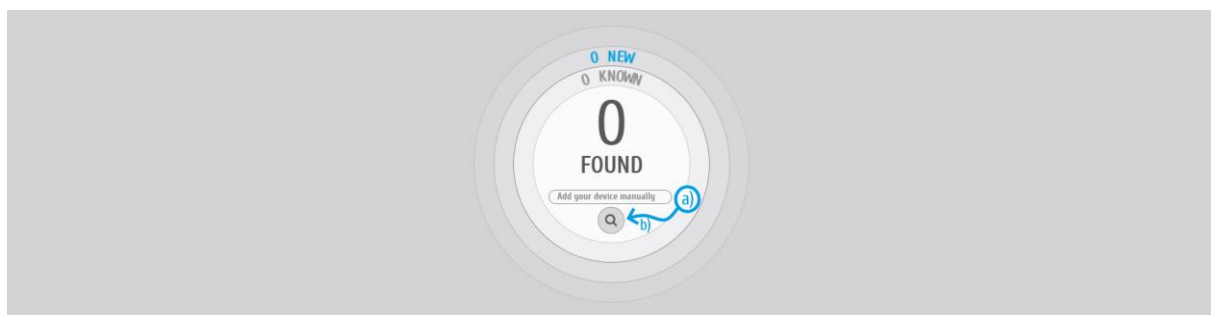 0 NEW
0 KNOWN
0
FOUND
Add your device manually
a)
b)